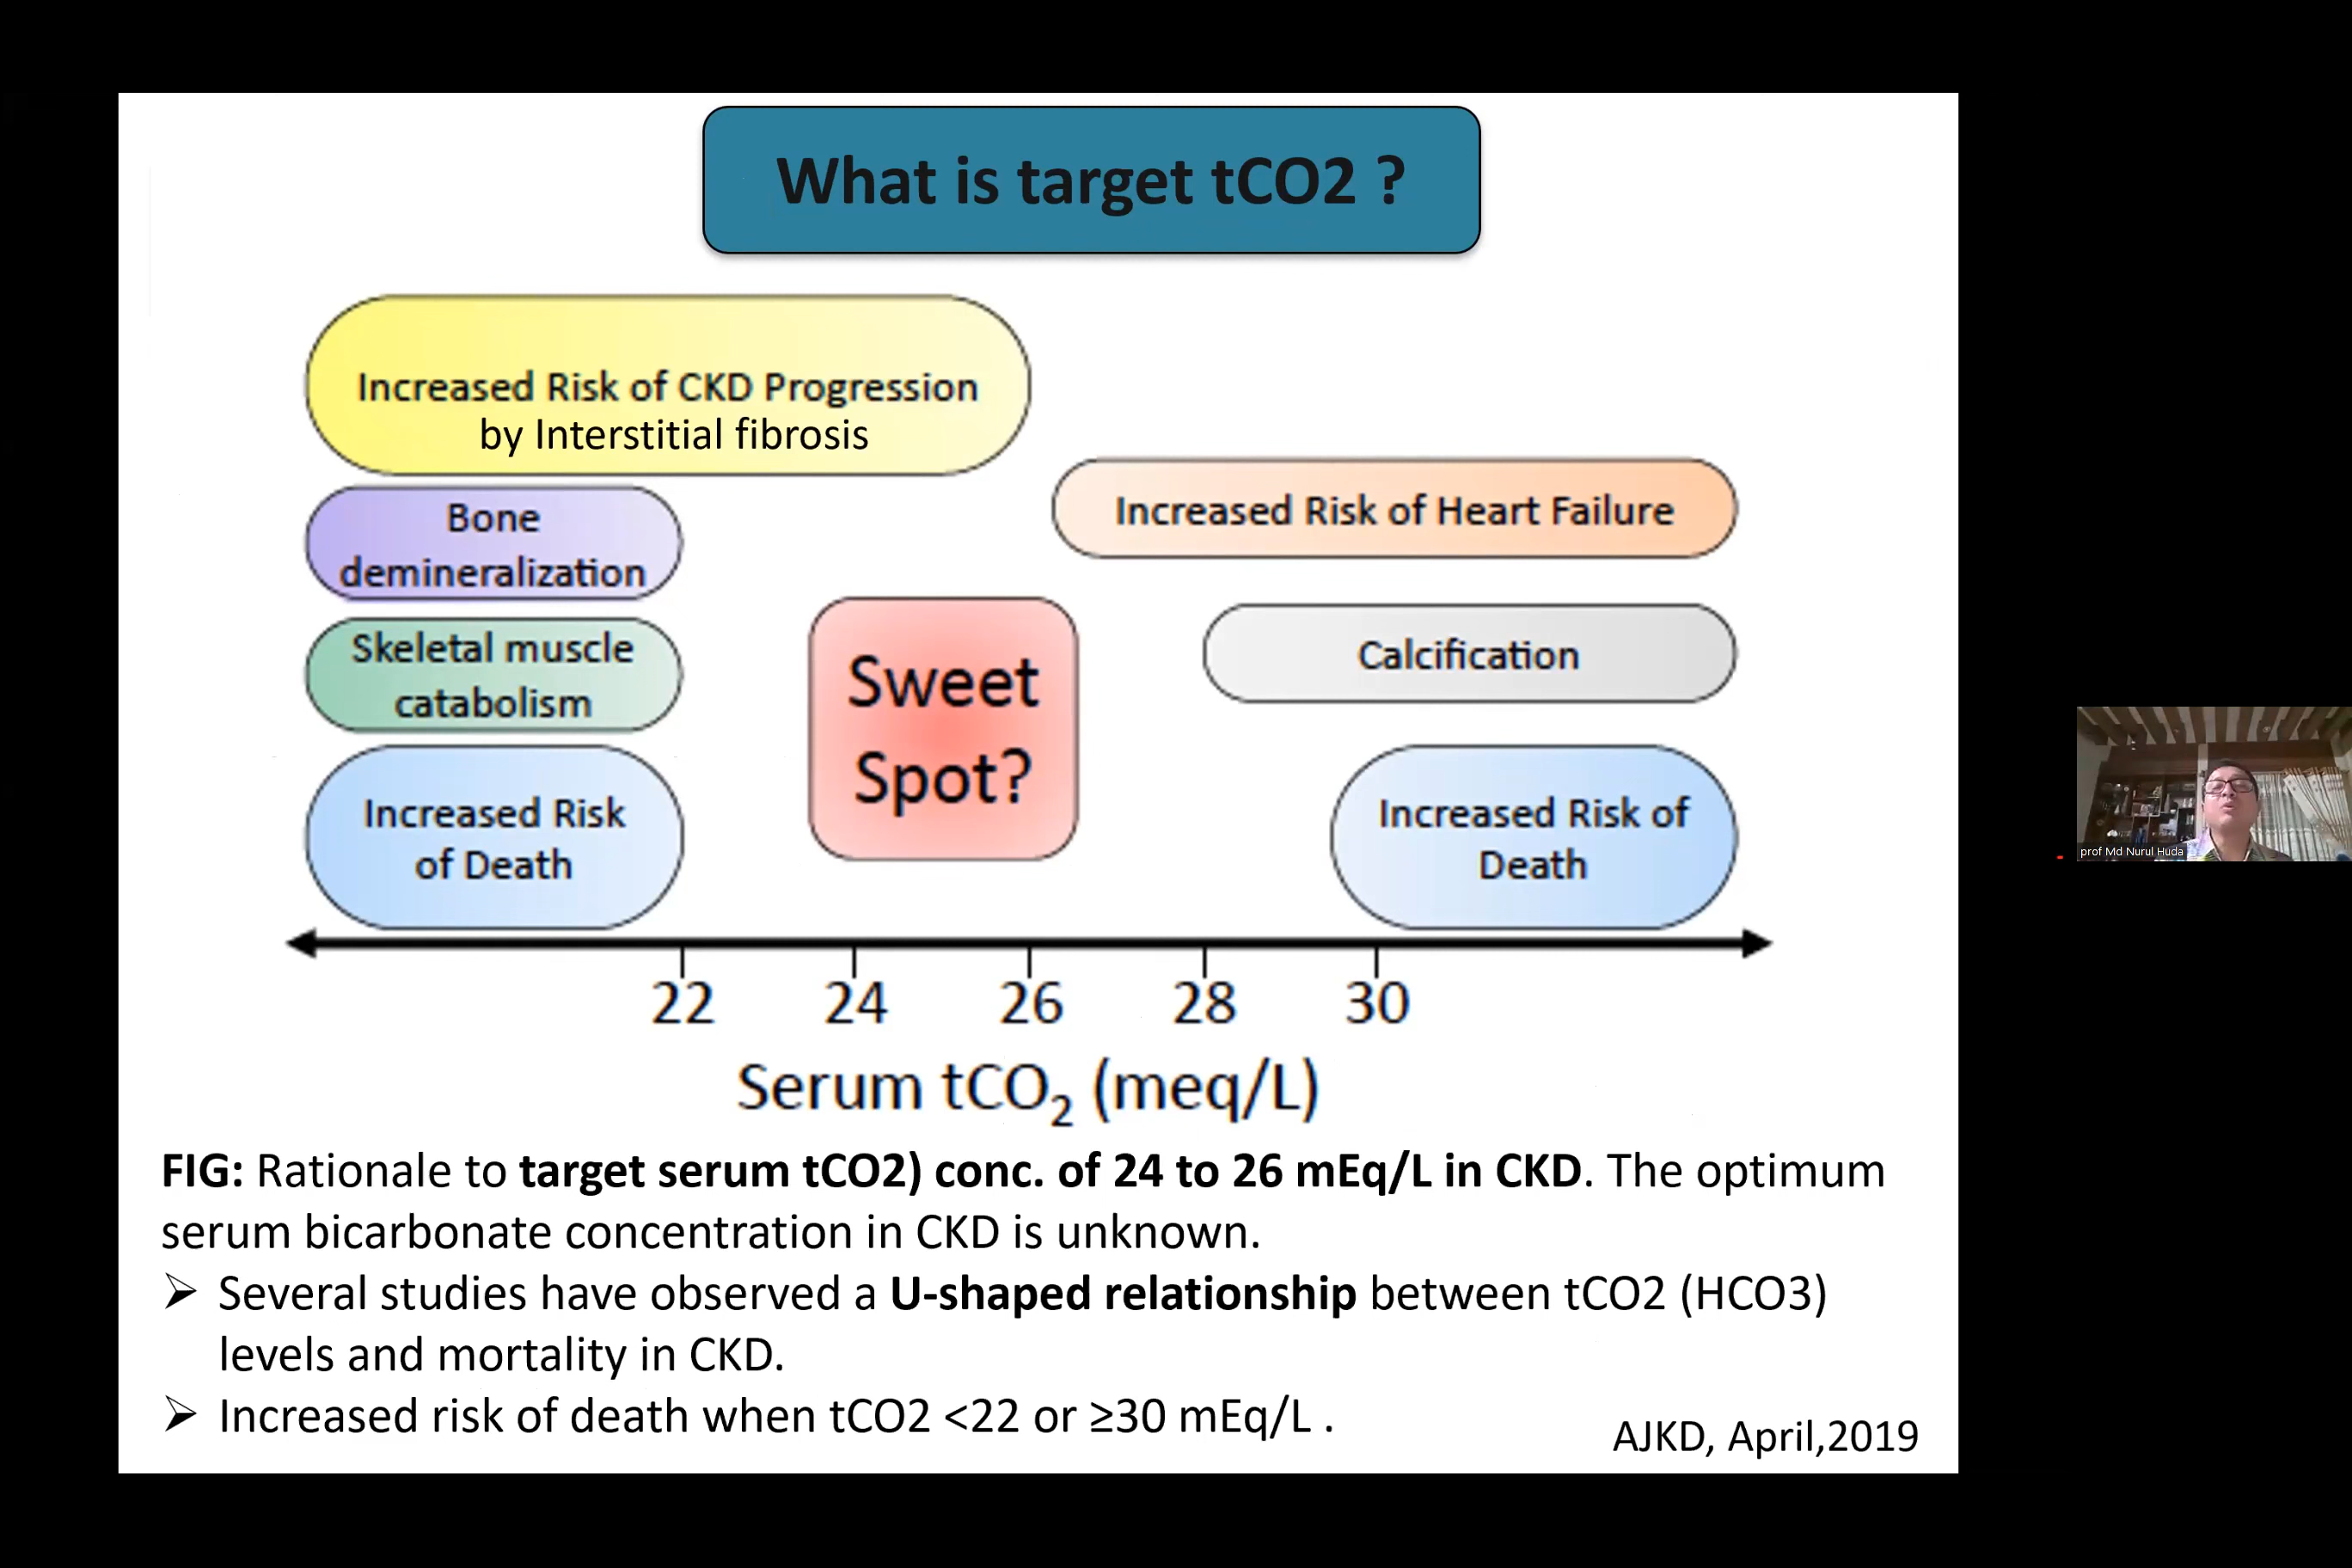 What is target tCO2 ?
Increased Risk of CKD Progression
by Interstitial fibrosis
Bone
demineralization
Increased Risk of Heart Failure
Skeletal muscle
catabolism
Sweet
Spot?
Calcification
Increased Risk
of Death
Increased Risk of
Death
22 24 26 28 30
Serum tCO₂ (meq/L)
FIG: Rationale to target serum tCO2) conc. of 24 to 26 mEq/L in CKD. The optimum
serum bicarbonate concentration in CKD is unknown.
➢ Several studies have observed a U-shaped relationship between tCO2 (HCO3)
levels and mortality in CKD.
➢ Increased risk of death when tCO2 <22 or ≥30 mEq/L .
AJKD, April,2019
prof Md Nurul Huda